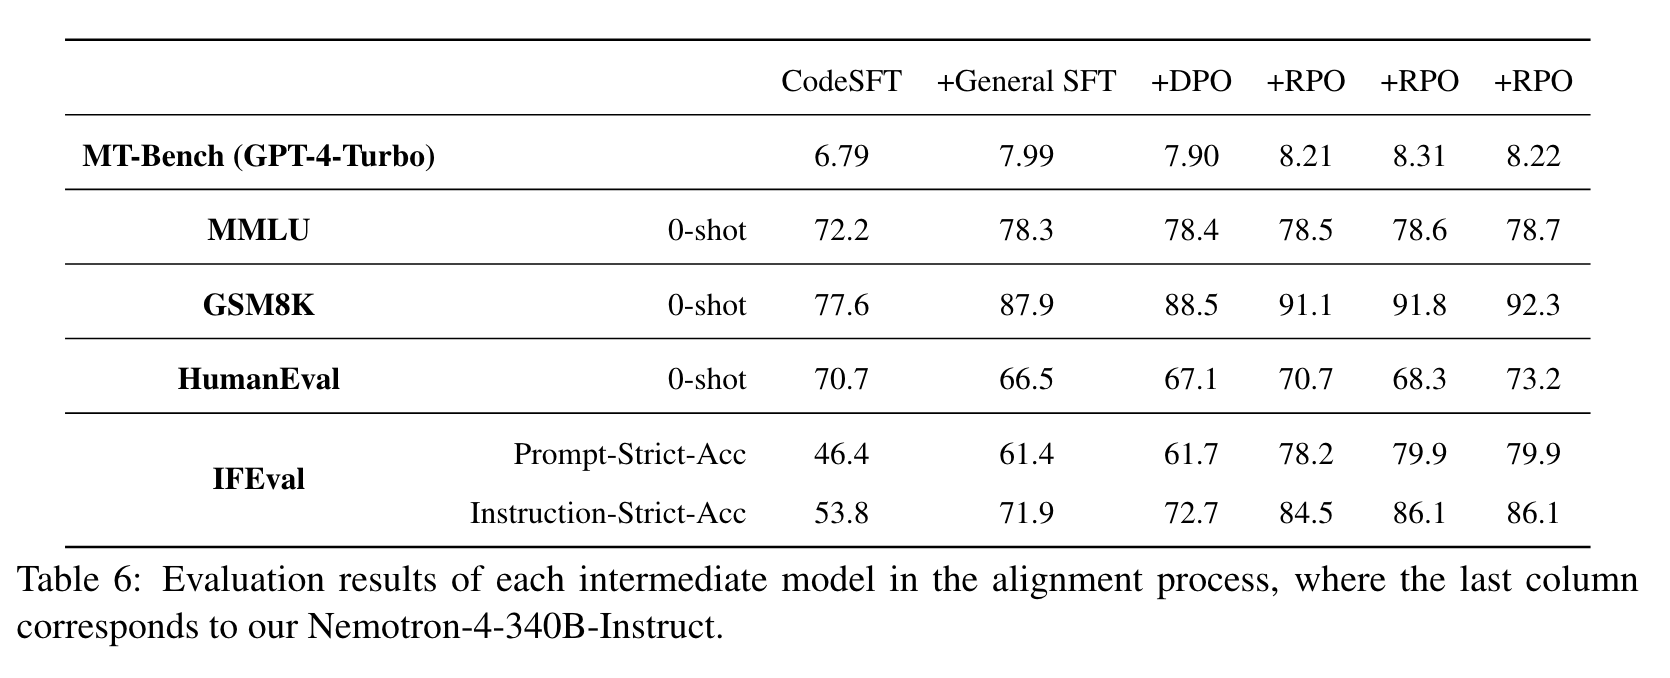 CodeSFT +General SFT +DPO +RPO +RPO +RPO
MT-Bench (GPT-4-Turbo) 6.79 7.99 7.90 8.21 8.31 8.22
MMLU 0-shot 72.2 78.3 78.4 78.5 78.6 78.7
GSM8K 0-shot 77.6 87.9 88.5 91.1 91.8 92.3
HumanEval 0-shot 70.7 66.5 67.1 70.7 68.3 73.2
IFEval
Prompt-Strict-Acc 46.4 61.4 61.7 78.2 79.9 79.9
Instruction-Strict-Acc 53.8 71.9 72.7 84.5 86.1 86.1
Table 6: Evaluation results of each intermediate model in the alignment process, where the last column
corresponds to our Nemotron-4-340B-Instruct.